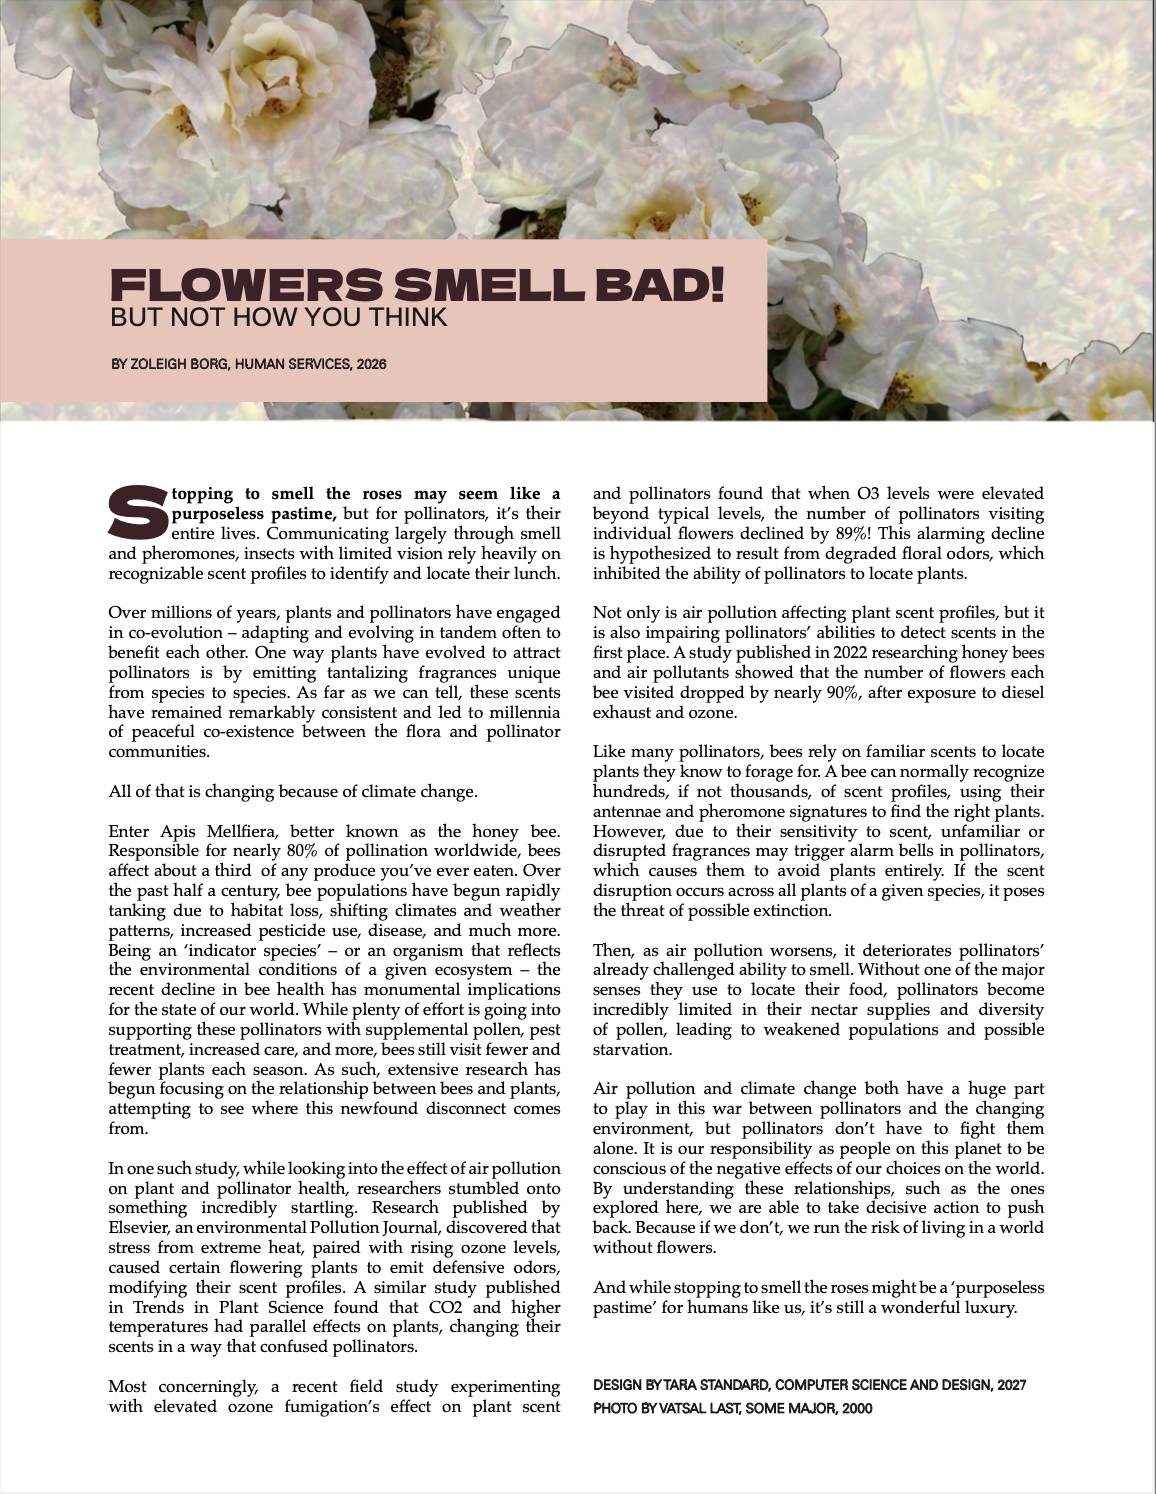 FLOWERS SMELL BAD!
BUT NOT HOW YOU THINK
BY ZOLEIGH BORG, HUMAN SERVICES, 2026
Stopping to smell the roses may seem like a
purposeless pastime, but for pollinators, it’s their
entire lives. Communicating largely through smell
and pheromones, insects with limited vision rely heavily on
recognizable scent profiles to identify and locate their lunch.
Over millions of years, plants and pollinators have engaged
in co-evolution – adapting and evolving in tandem often to
benefit each other. One way plants have evolved to attract
pollinators is by emitting tantalizing fragrances unique
from species to species. As far as we can tell, these scents
have remained remarkably consistent and led to millennia
of peaceful co-existence between the flora and pollinator
communities.
All of that is changing because of climate change.
Enter Apis Mellfiera, better known as the honey bee.
Responsible for nearly 80% of pollination worldwide, bees
affect about a third of any produce you’ve ever eaten. Over
the past half a century, bee populations have begun rapidly
tanking due to habitat loss, shifting climates and weather
patterns, increased pesticide use, disease, and much more.
Being an ‘indicator species’ – or an organism that reflects
the environmental conditions of a given ecosystem – the
recent decline in bee health has monumental implications
for the state of our world. While plenty of effort is going into
supporting these pollinators with supplemental pollen, pest
treatment, increased care, and more, bees still visit fewer and
fewer plants each season. As such, extensive research has
begun focusing on the relationship between bees and plants,
attempting to see where this newfound disconnect comes
from.
In one such study, while looking into the effect of air pollution
on plant and pollinator health, researchers stumbled onto
something incredibly startling. Research published by
Elsevier, an environmental Pollution Journal, discovered that
stress from extreme heat, paired with rising ozone levels,
caused certain flowering plants to emit defensive odors,
modifying their scent profiles. A similar study published
in Trends in Plant Science found that CO2 and higher
temperatures had parallel effects on plants, changing their
scents in a way that confused pollinators.
Most concerningly, a recent field study experimenting
with elevated ozone fumigation’s effect on plant scent
and pollinators found that when O3 levels were elevated
beyond typical levels, the number of pollinators visiting
individual flowers declined by 89%! This alarming decline
is hypothesized to result from degraded floral odors, which
inhibited the ability of pollinators to locate plants.
Not only is air pollution affecting plant scent profiles, but it
is also impairing pollinators’ abilities to detect scents in the
first place. A study published in 2022 researching honey bees
and air pollutants showed that the number of flowers each
bee visited dropped by nearly 90%, after exposure to diesel
exhaust and ozone.
Like many pollinators, bees rely on familiar scents to locate
plants they know to forage for. A bee can normally recognize
hundreds, if not thousands, of scent profiles, using their
antennae and pheromone signatures to find the right plants.
However, due to their sensitivity to scent, unfamiliar or
disrupted fragrances may trigger alarm bells in pollinators,
which causes them to avoid plants entirely. If the scent
disruption occurs across all plants of a given species, it poses
the threat of possible extinction.
Then, as air pollution worsens, it deteriorates pollinators’
already challenged ability to smell. Without one of the major
senses they use to locate their food, pollinators become
incredibly limited in their nectar supplies and diversity
of pollen, leading to weakened populations and possible
starvation.
Air pollution and climate change both have a huge part
to play in this war between pollinators and the changing
environment, but pollinators don’t have to fight them
alone. It is our responsibility as people on this planet to be
conscious of the negative effects of our choices on the world.
By understanding these relationships, such as the ones
explored here, we are able to take decisive action to push
back. Because if we don’t, we run the risk of living in a world
without flowers.
And while stopping to smell the roses might be a ‘purposeless
pastime’ for humans like us, it’s still a wonderful luxury.
DESIGN BY TARA STANDARD, COMPUTER SCIENCE AND DESIGN, 2027
PHOTO BY VATSAL LAST, SOME MAJOR, 2000